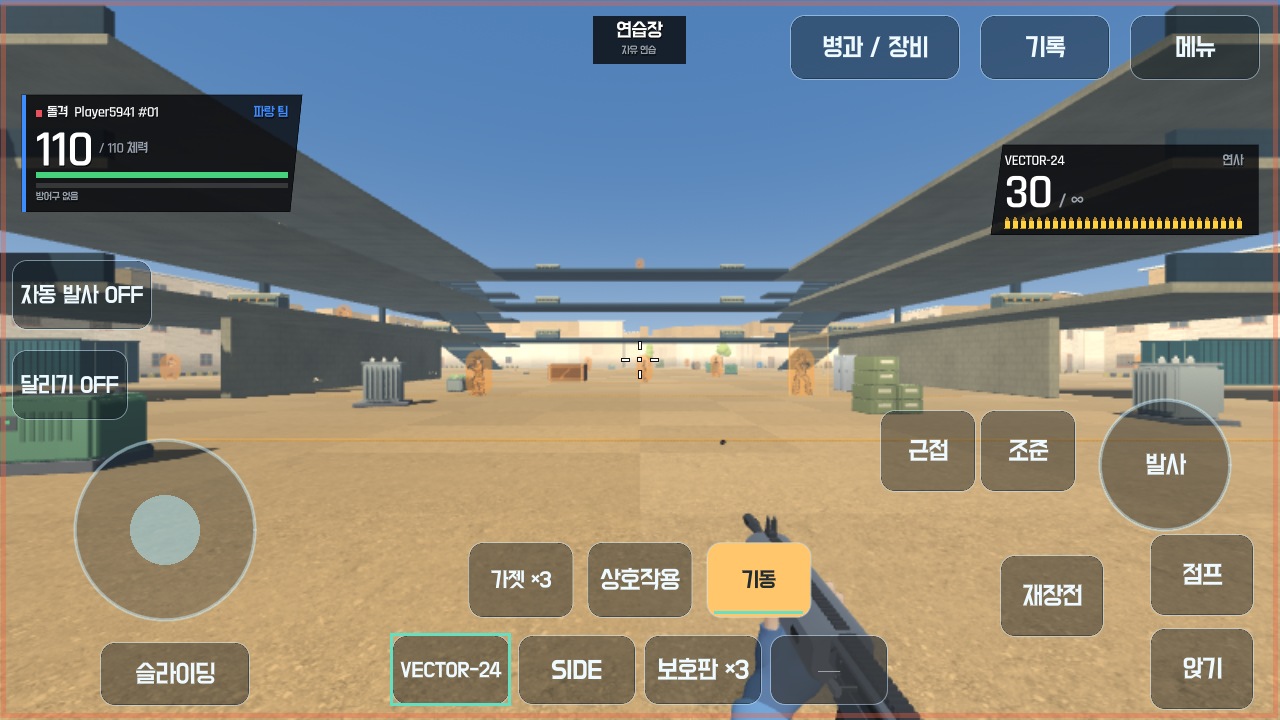 연습장
자유 연습
병과 / 장비
기록
메뉴
돌격 Player5941 #01
파랑 팀
110 / 110 체력
방어구 없음
VECTOR-24
연사
30 / ∞
자동 발사 OFF
달리기 OFF
근접
조준
발사
가젯 ×3
상호작용
기동
재장전
점프
슬라이딩
VECTOR-24
SIDE
보호판 ×3
—
앉기